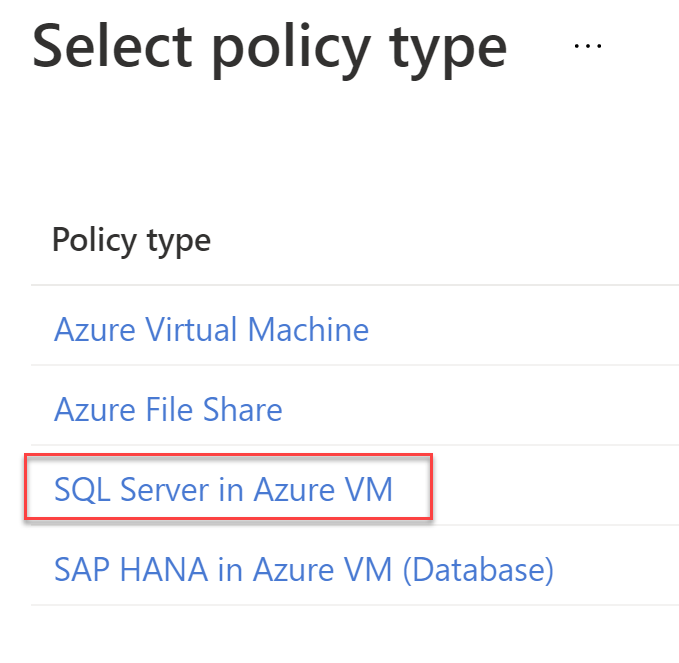 Select policy type ...
Policy type
Azure Virtual Machine
Azure File Share
SQL Server in Azure VM
SAP HANA in Azure VM (Database)